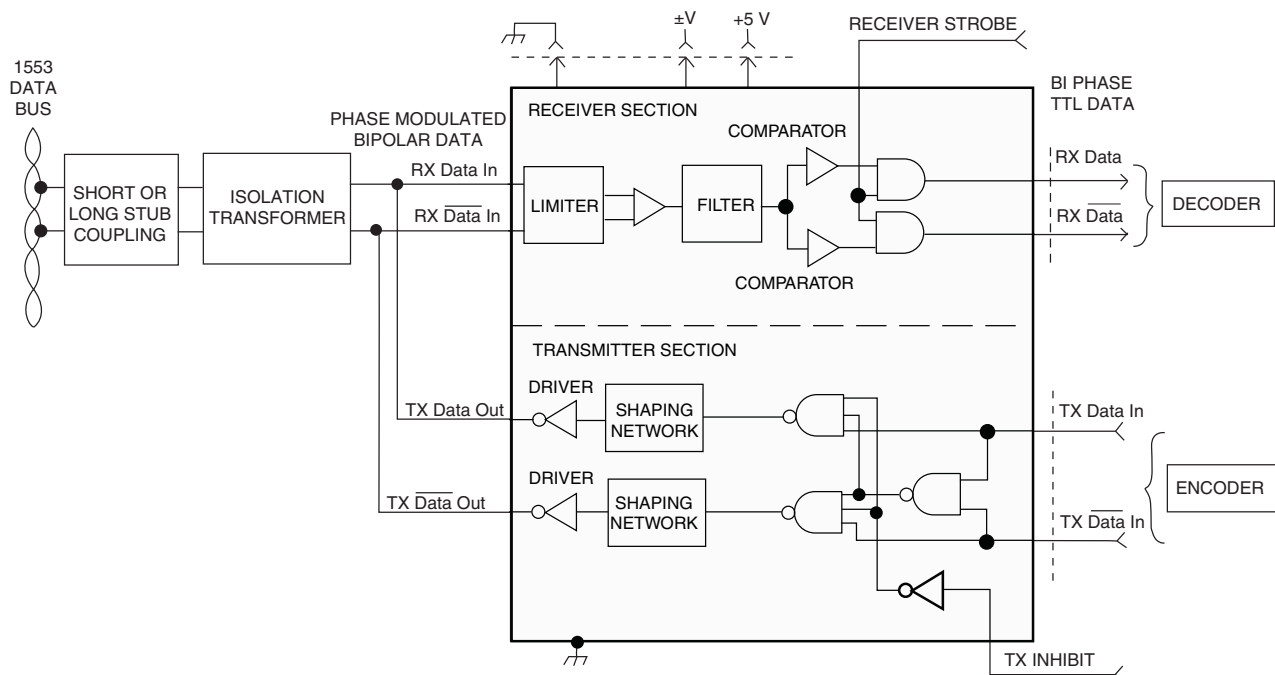 ±V
+5 V
RECEIVER STROBE
1553
DATA
BUS
PHASE MODULATED
BIPOLAR DATA
RECEIVER SECTION
BI PHASE
TTL DATA
COMPARATOR
RX Data In
RX Data In
SHORT OR
LONG STUB
COUPLING
ISOLATION
TRANSFORMER
LIMITER
FILTER
COMPARATOR
RX Data
RX Data
DECODER
TRANSMITTER SECTION
DRIVER
TX Data Out
SHAPING
NETWORK
TX Data In
DRIVER
TX Data Out
SHAPING
NETWORK
ENCODER
TX Data In
TX INHIBIT